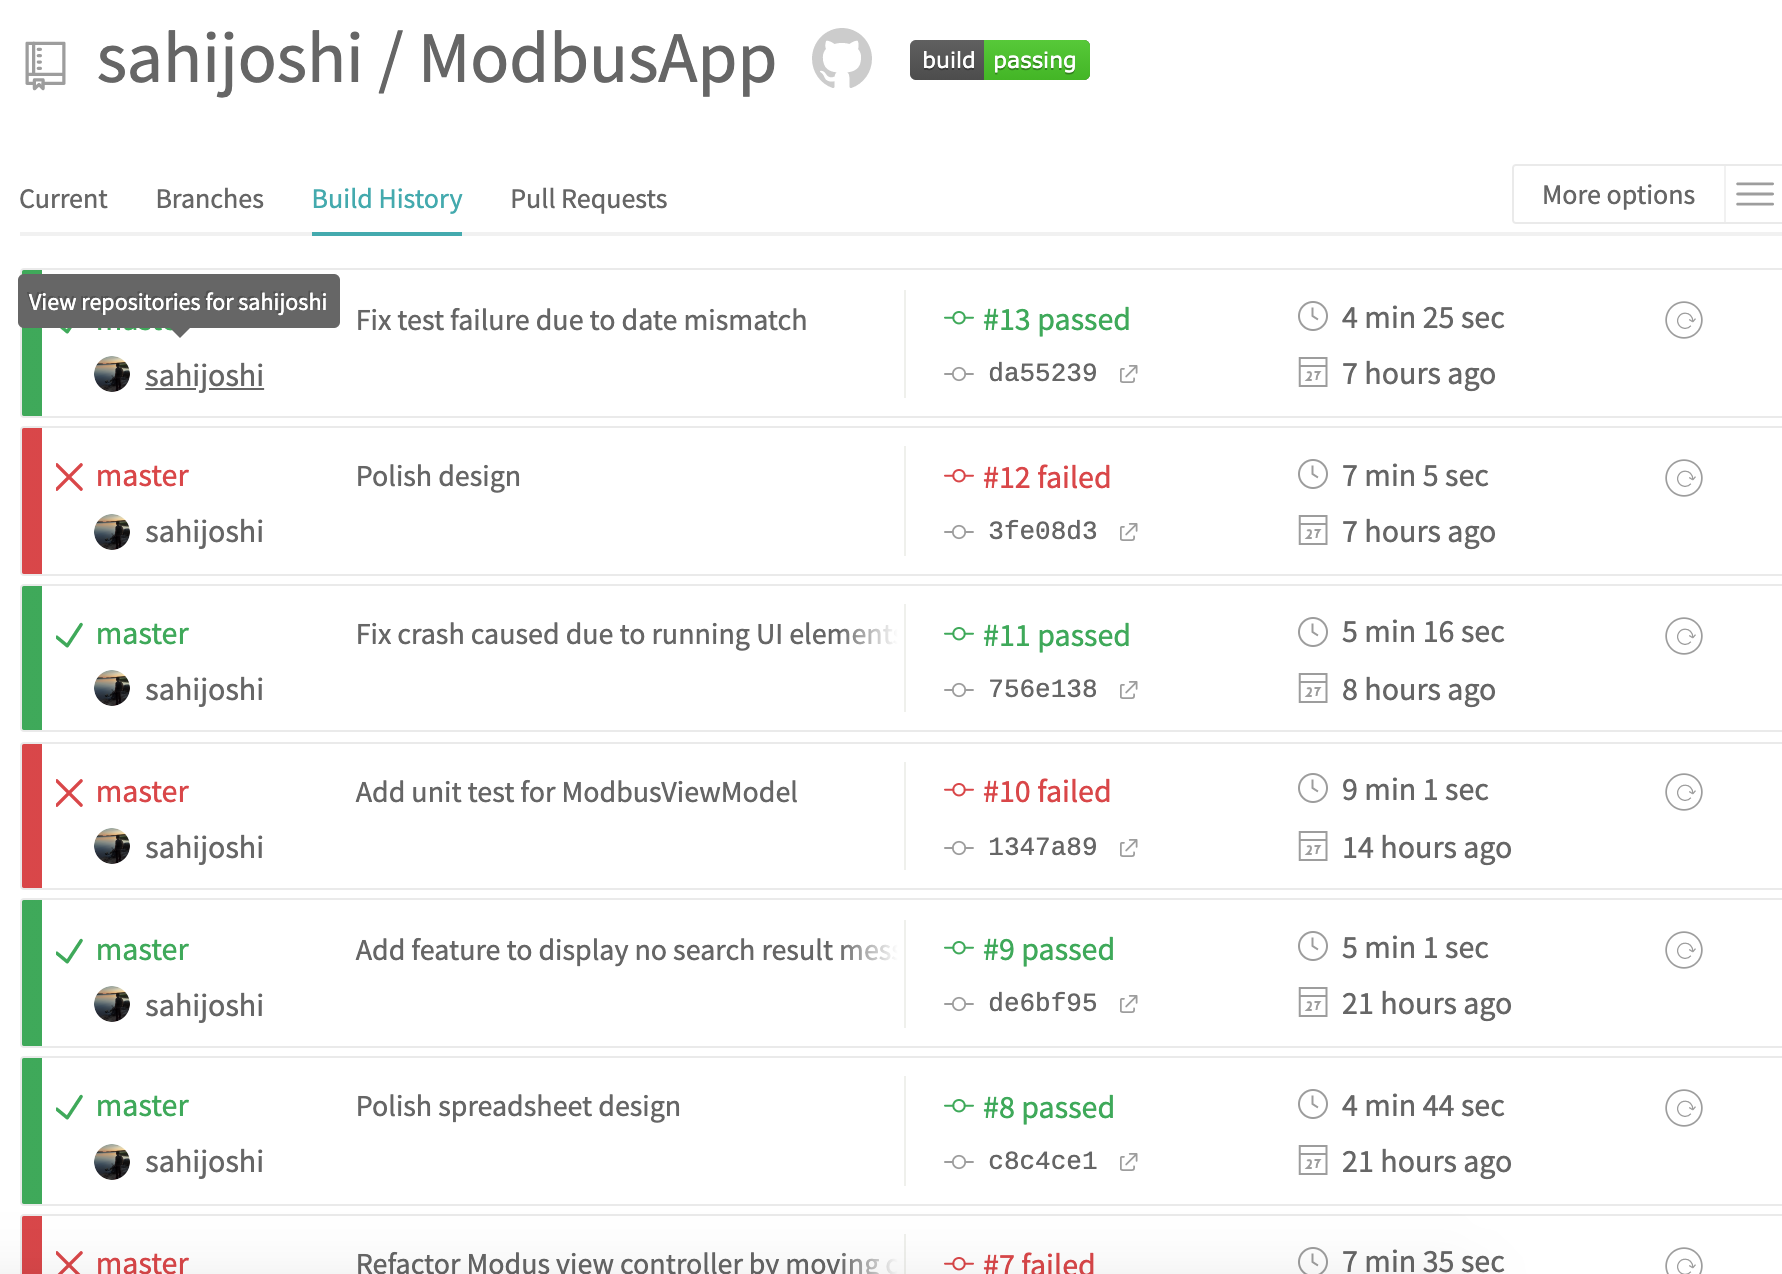 sahijoshi / ModbusApp build passing
Current Branches Build History Pull Requests More options
View repositories for sahijoshi
Fix test failure due to date mismatch #13 passed 4 min 25 sec
sahijoshi da55239 27 7 hours ago
master Polish design #12 failed 7 min 5 sec
sahijoshi 3fe08d3 27 7 hours ago
master Fix crash caused due to running UI element #11 passed 5 min 16 sec
sahijoshi 756e138 27 8 hours ago
master Add unit test for ModbusViewModel #10 failed 9 min 1 sec
sahijoshi 1347a89 27 14 hours ago
master Add feature to display no search result mes #9 passed 5 min 1 sec
sahijoshi de6bf95 27 21 hours ago
master Polish spreadsheet design #8 passed 4 min 44 sec
sahijoshi c8c4ce1 27 21 hours ago
master Refactor Modus view controller by moving #7 failed 7 min 35 sec